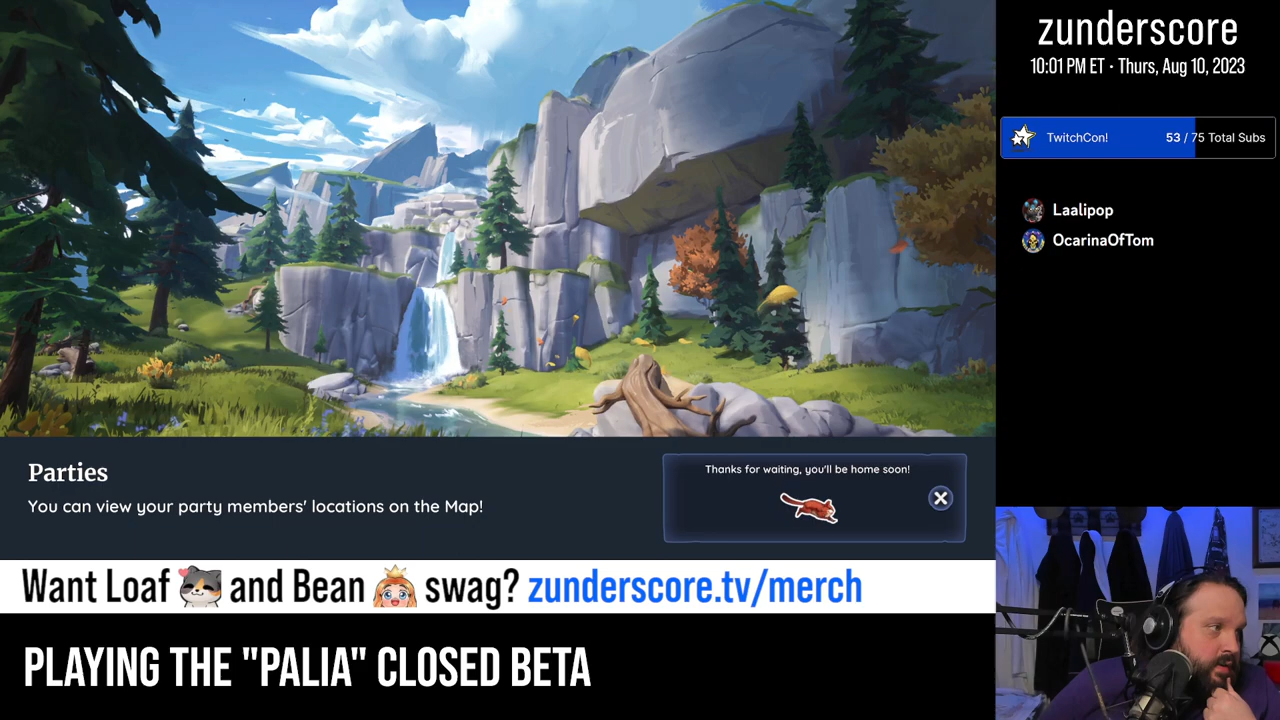 zunderscore
10:01 PM ET · Thurs, Aug 10, 2023
TwitchCon! 53 / 75 Total Subs
Laalipop
OcarinaOfTom
Parties
You can view your party members' locations on the Map!
Thanks for waiting, you'll be home soon!
Want Loaf and Bean swag? zunderscore.tv/merch
PLAYING THE "PALIA" CLOSED BETA